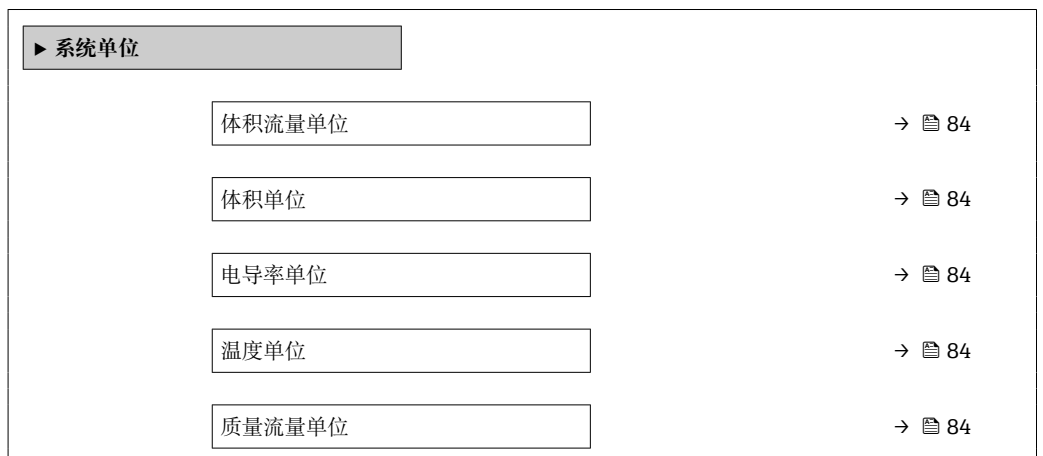 ▶ 系统单位
体积流量单位 → 🖹 84
体积单位 → 🖹 84
电导率单位 → 🖹 84
温度单位 → 🖹 84
质量流量单位 → 🖹 84